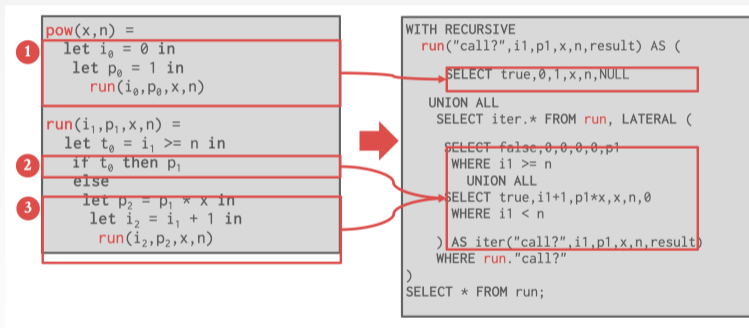 pow(x,n) =
let i₀ = 0 in
let p₀ = 1 in
run(i₀,p₀,x,n)
run(i₁,p₁,x,n) =
let t₀ = i₁ >= n in
if t₀ then p₁
else
let p₂ = p₁ * x in
let i₂ = i₁ + 1 in
run(i₂,p₂,x,n)
1
2
3
WITH RECURSIVE
run("call?",i1,p1,x,n,result) AS (
SELECT true,0,1,x,n,NULL
UNION ALL
SELECT iter.* FROM run, LATERAL (
SELECT false,0,0,0,0,p1
WHERE i1 >= n
UNION ALL
SELECT true,i1+1,p1*x,x,n,0
WHERE i1 < n
) AS iter("call?",i1,p1,x,n,result)
WHERE run."call?"
)
SELECT * FROM run;